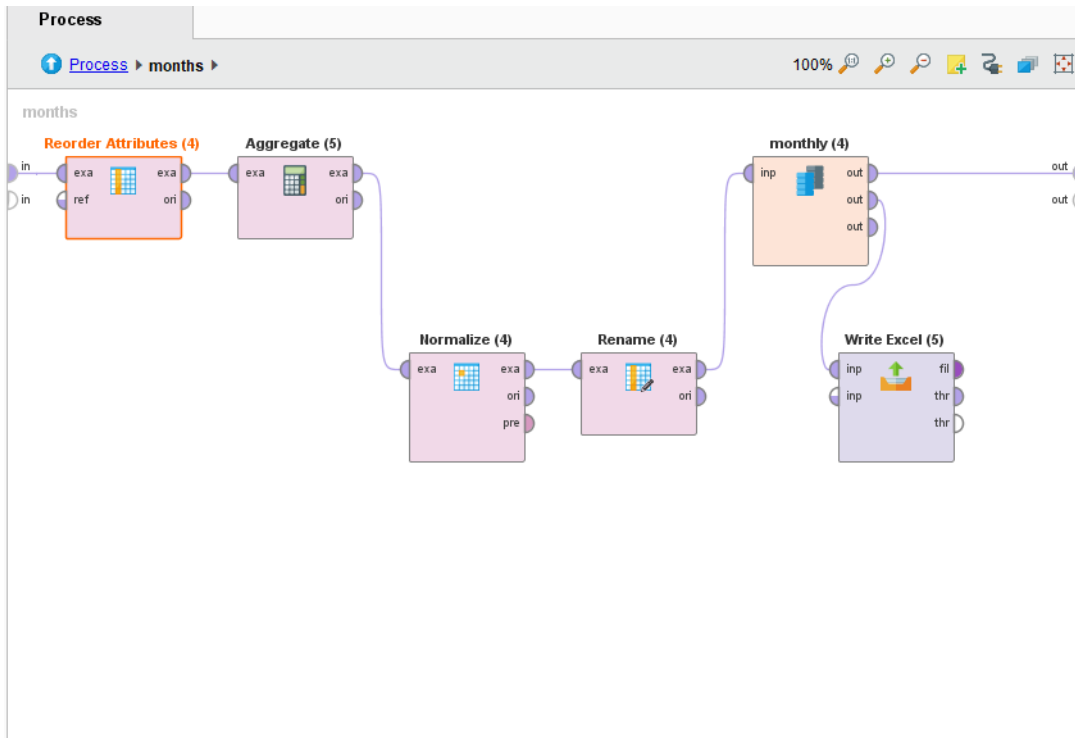 Process
Process months
100%
months
Reorder Attributes (4)
Aggregate (5)
monthly (4)
in
in
exa exa
ref ori
exa exa
ori
inp out
out
out
out
out
Normalize (4)
Rename (4)
Write Excel (5)
exa exa
ori
pre
exa exa
ori
inp fil
inp thr
thr